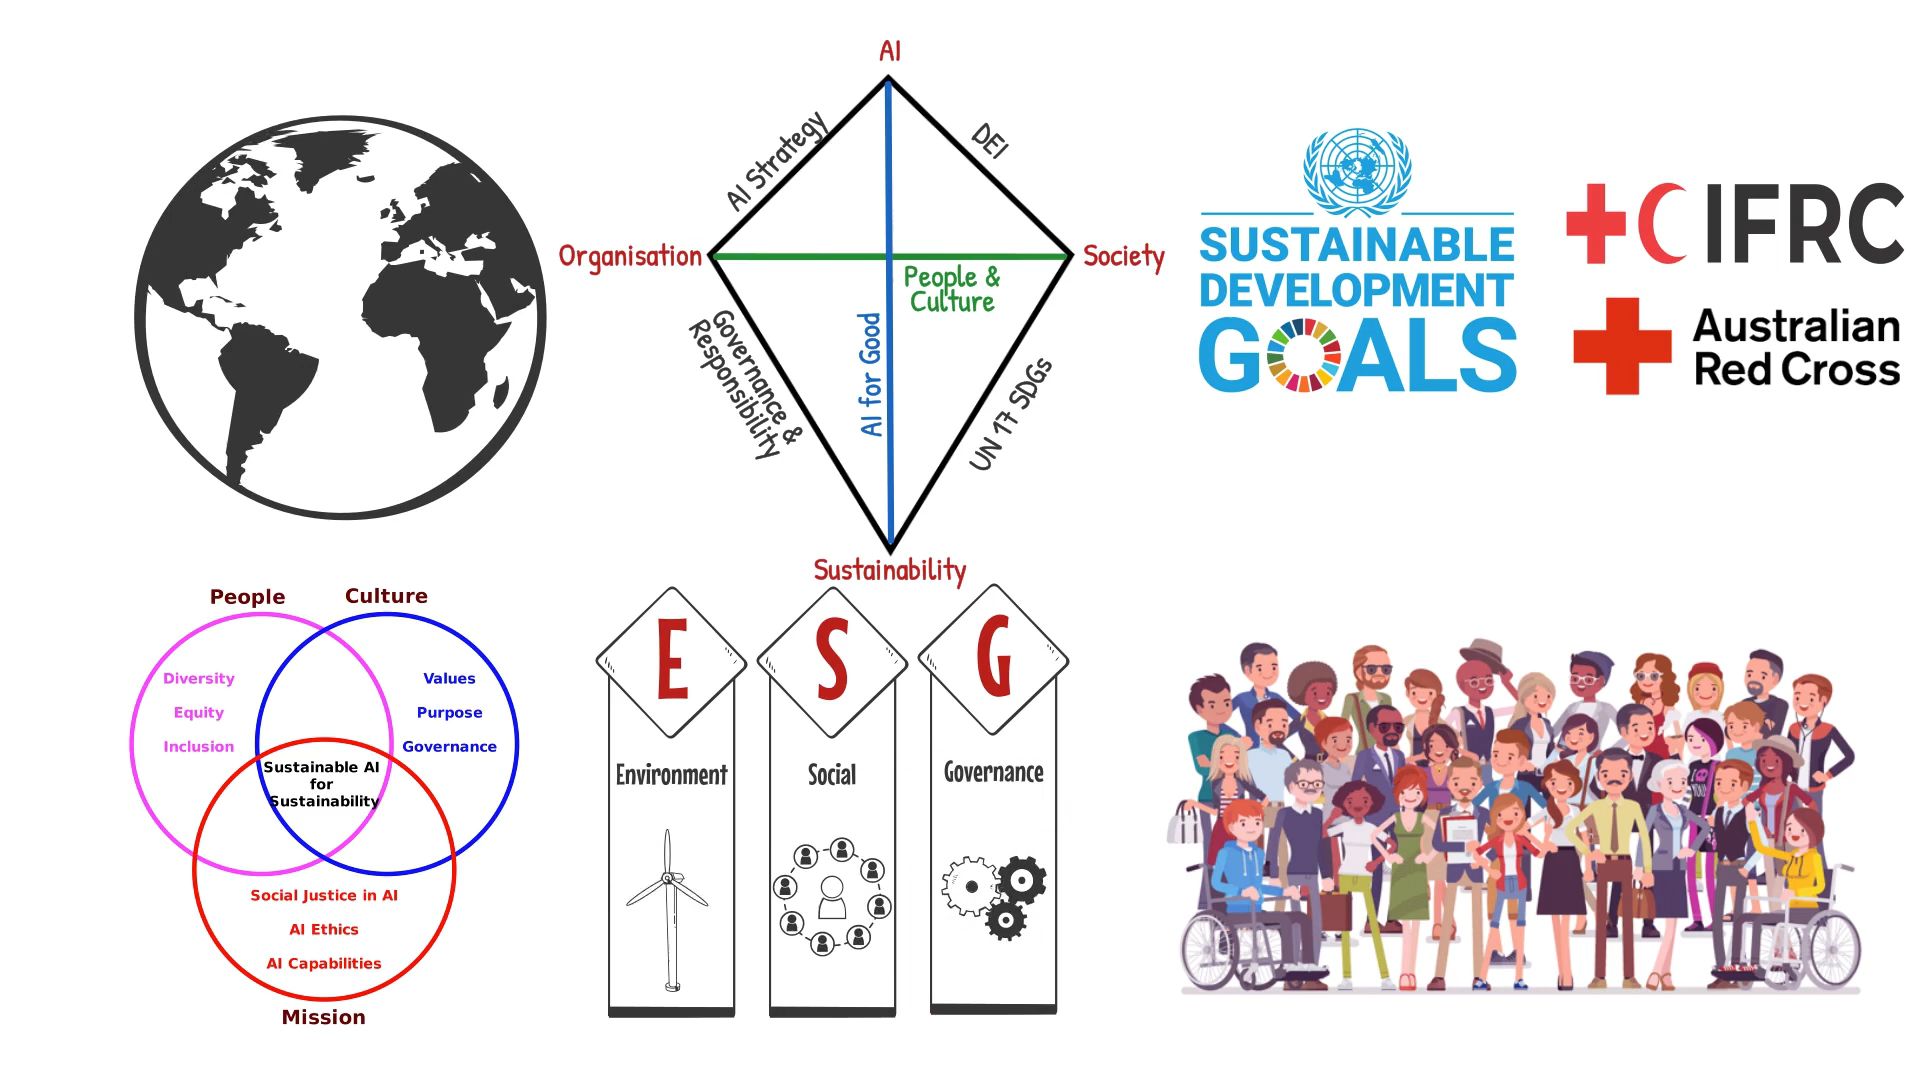 AI
AI Strategy
DEI
Organisation
Society
People &
Culture
AI for Good
Governance &
Responsibility
UN 17 SDGs
Sustainability
SUSTAINABLE
DEVELOPMENT
GOALS
IFRC
Australian
Red Cross
People
Culture
Diversity
Equity
Inclusion
Values
Purpose
Governance
Sustainable AI
for
Sustainability
Social Justice in AI
AI Ethics
AI Capabilities
Mission
E
S
G
Environment
Social
Governance